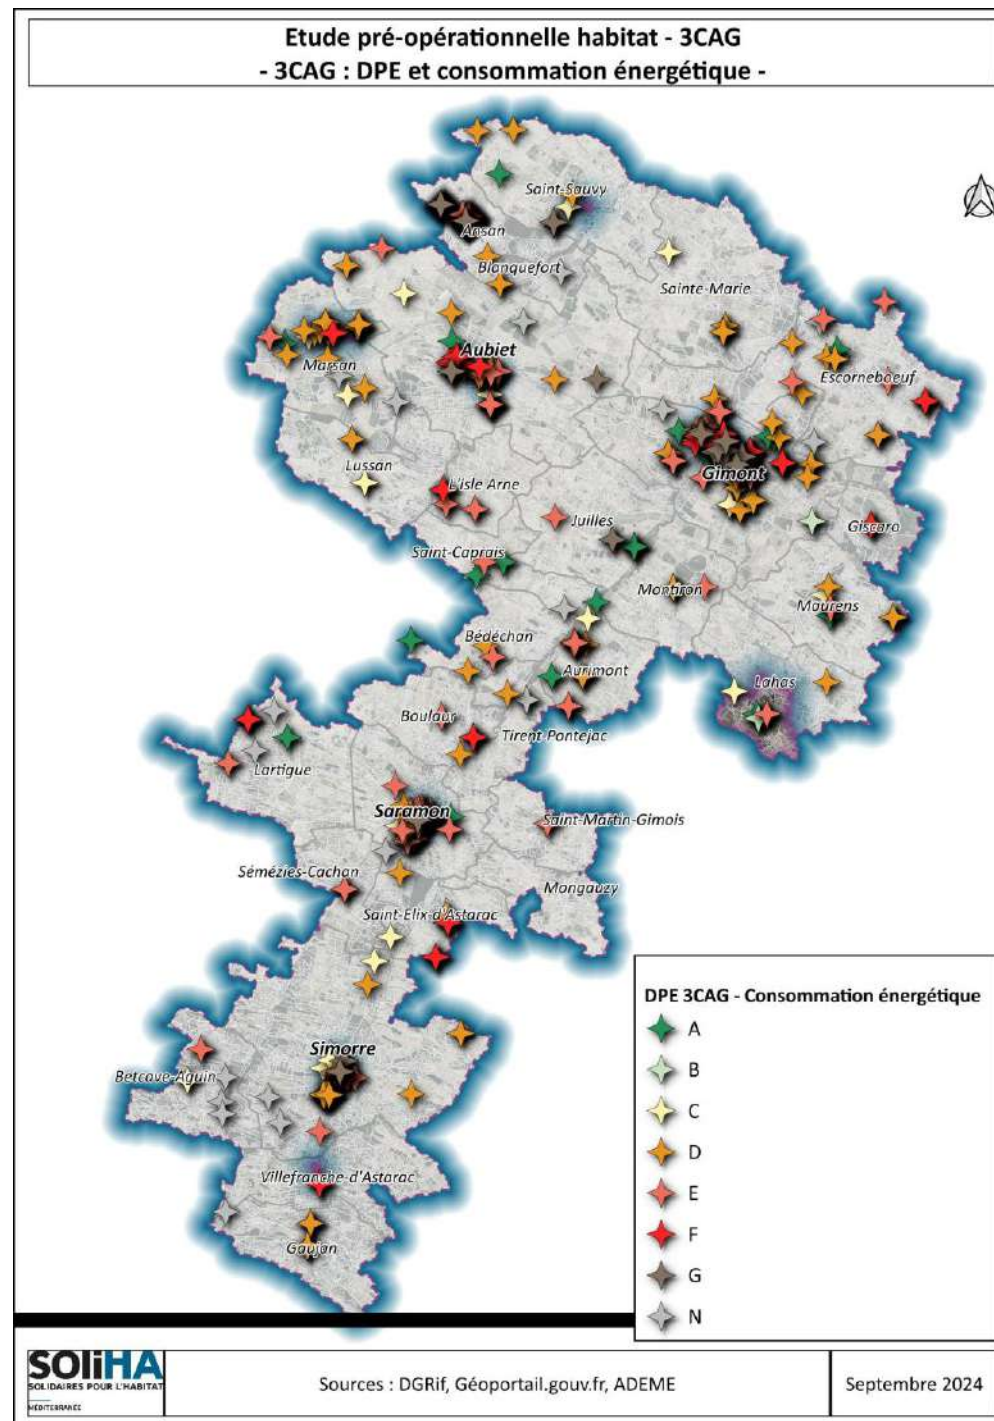 Etude pré-opérationnelle habitat - 3CAG
- 3CAG : DPE et consommation énergétique -
Saint-Sauvy
Ansan
Blanquefort
Sainte-Marie
Aubiet
Marsan
Escorneboeuf
Lussan
Gimont
L'isle Arne
Juilles
Giscaro
Saint-Caprais
Montiron
Maurens
Bédéchan
Aurimont
Lahas
Boulaur
Tirent-Pontejac
Lartigue
Saramon
Saint-Martin-Gimois
Sémézies-Cachan
Mongauzy
Saint-Elix-d'Astarac
Simorre
Betcave-Aguin
Villefranche-d'Astarac
Gaujan
DPE 3CAG - Consommation énergétique
A
B
C
D
E
F
G
N
SOLiHA
SOLIDAIRES POUR L'HABITAT
MÉDITERRANÉE
Sources : DGRif, Géoportail.gouv.fr, ADEME
Septembre 2024